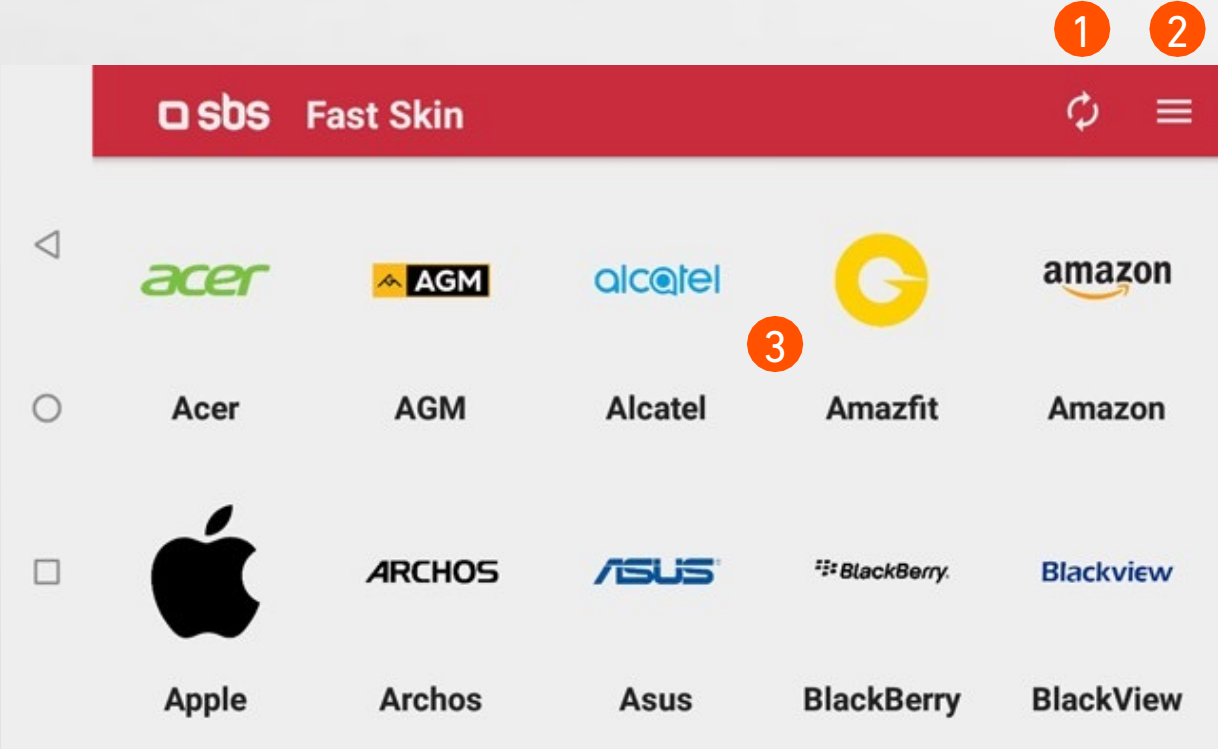 1 2
sbs Fast Skin
acer AGM alcatel amazon
3
Acer AGM Alcatel Amazfit Amazon
ARCHOS ASUS BlackBerry. Blackview
Apple Archos Asus BlackBerry BlackView